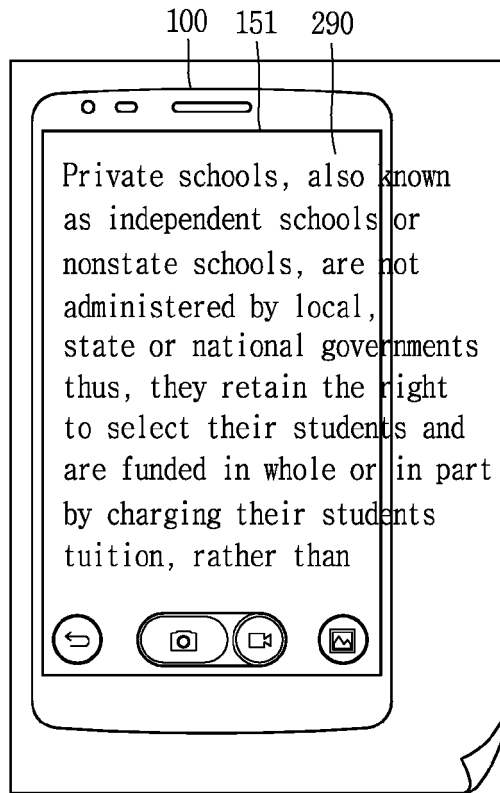 100 151 290
Private schools, also known
as independent schools or
nonstate schools, are not
administered by local,
state or national governments
thus, they retain the right
to select their students and
are funded in whole or in part
by charging their students
tuition, rather than